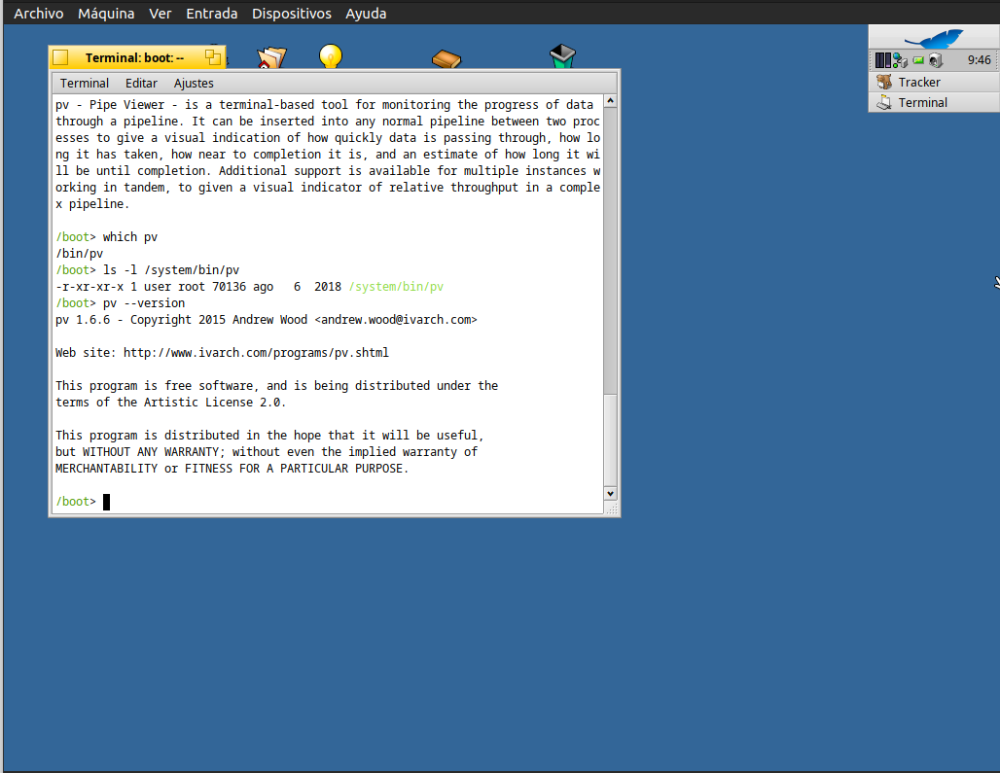 Archivo Máquina Ver Entrada Dispositivos Ayuda
Terminal: boot: --
9:46
Tracker
Terminal
Terminal Editar Ajustes
pv - Pipe Viewer - is a terminal-based tool for monitoring the progress of data
through a pipeline. It can be inserted into any normal pipeline between two proc
esses to give a visual indication of how quickly data is passing through, how lo
ng it has taken, how near to completion it is, and an estimate of how long it wi
ll be until completion. Additional support is available for multiple instances w
orking in tandem, to given a visual indicator of relative throughput in a comple
x pipeline.
/boot> which pv
/bin/pv
/boot> ls -l /system/bin/pv
-r-xr-xr-x 1 user root 70136 ago   6  2018 /system/bin/pv
/boot> pv --version
pv 1.6.6 - Copyright 2015 Andrew Wood <andrew.wood@ivarch.com>
Web site: http://www.ivarch.com/programs/pv.shtml
This program is free software, and is being distributed under the
terms of the Artistic License 2.0.
This program is distributed in the hope that it will be useful,
but WITHOUT ANY WARRANTY; without even the implied warranty of
MERCHANTABILITY or FITNESS FOR A PARTICULAR PURPOSE.
/boot>